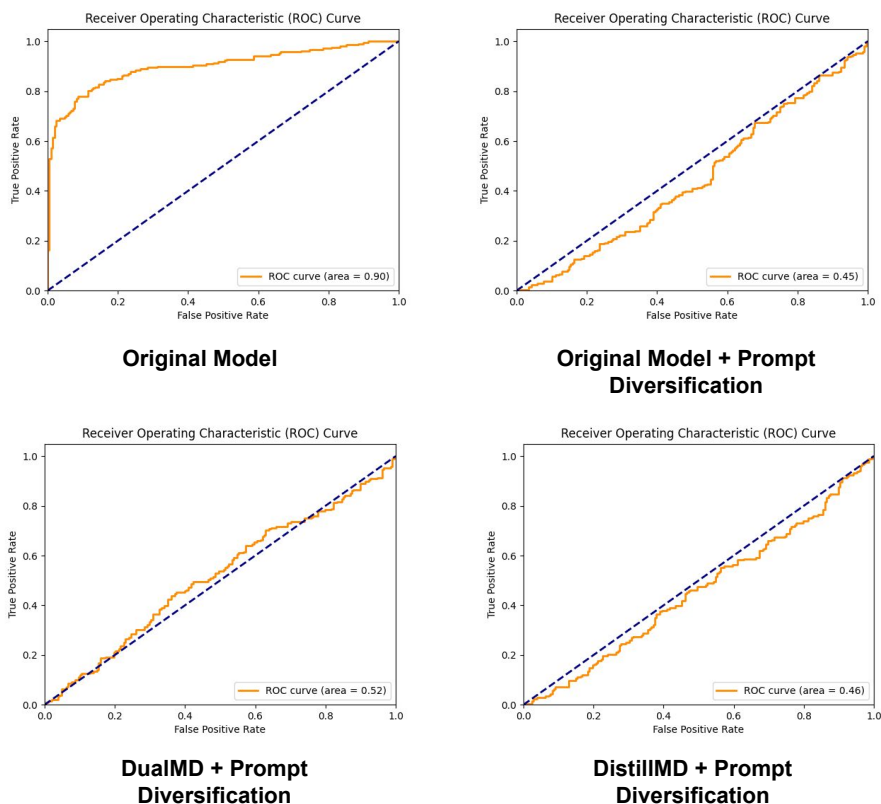 Receiver Operating Characteristic (ROC) Curve
1.0
0.8
0.6
0.4
0.2
0.0
True Positive Rate
ROC curve (area = 0.90)
0.0 0.2 0.4 0.6 0.8 1.0
False Positive Rate
Original Model
Receiver Operating Characteristic (ROC) Curve
1.0
0.8
0.6
0.4
0.2
0.0
True Positive Rate
ROC curve (area = 0.45)
0.0 0.2 0.4 0.6 0.8 1.0
False Positive Rate
Original Model + Prompt
Diversification
Receiver Operating Characteristic (ROC) Curve
1.0
0.8
0.6
0.4
0.2
0.0
True Positive Rate
ROC curve (area = 0.52)
0.0 0.2 0.4 0.6 0.8 1.0
False Positive Rate
DualMD + Prompt
Diversification
Receiver Operating Characteristic (ROC) Curve
1.0
0.8
0.6
0.4
0.2
0.0
True Positive Rate
ROC curve (area = 0.46)
0.0 0.2 0.4 0.6 0.8 1.0
False Positive Rate
DistillMD + Prompt
Diversification